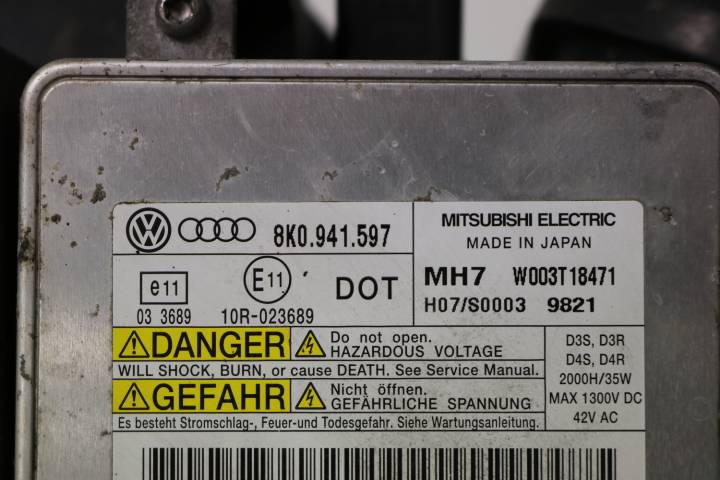 8K0.941.597
e11
E11
DOT
03 3689
10R-023689
MITSUBISHI ELECTRIC
MADE IN JAPAN
MH7 W003T18471
H07/S0003 9821
DANGER
Do not open.
HAZARDOUS VOLTAGE
WILL SHOCK, BURN, or cause DEATH. See Service Manual.
GEFAHR
Nicht öffnen.
GEFÄHRLICHE SPANNUNG
Es besteht Stromschlag-, Feuer-und Todesgefahr. Siehe Wartungsanleitung.
D3S, D3R
D4S, D4R
2000H/35W
MAX 1300V DC
42V AC